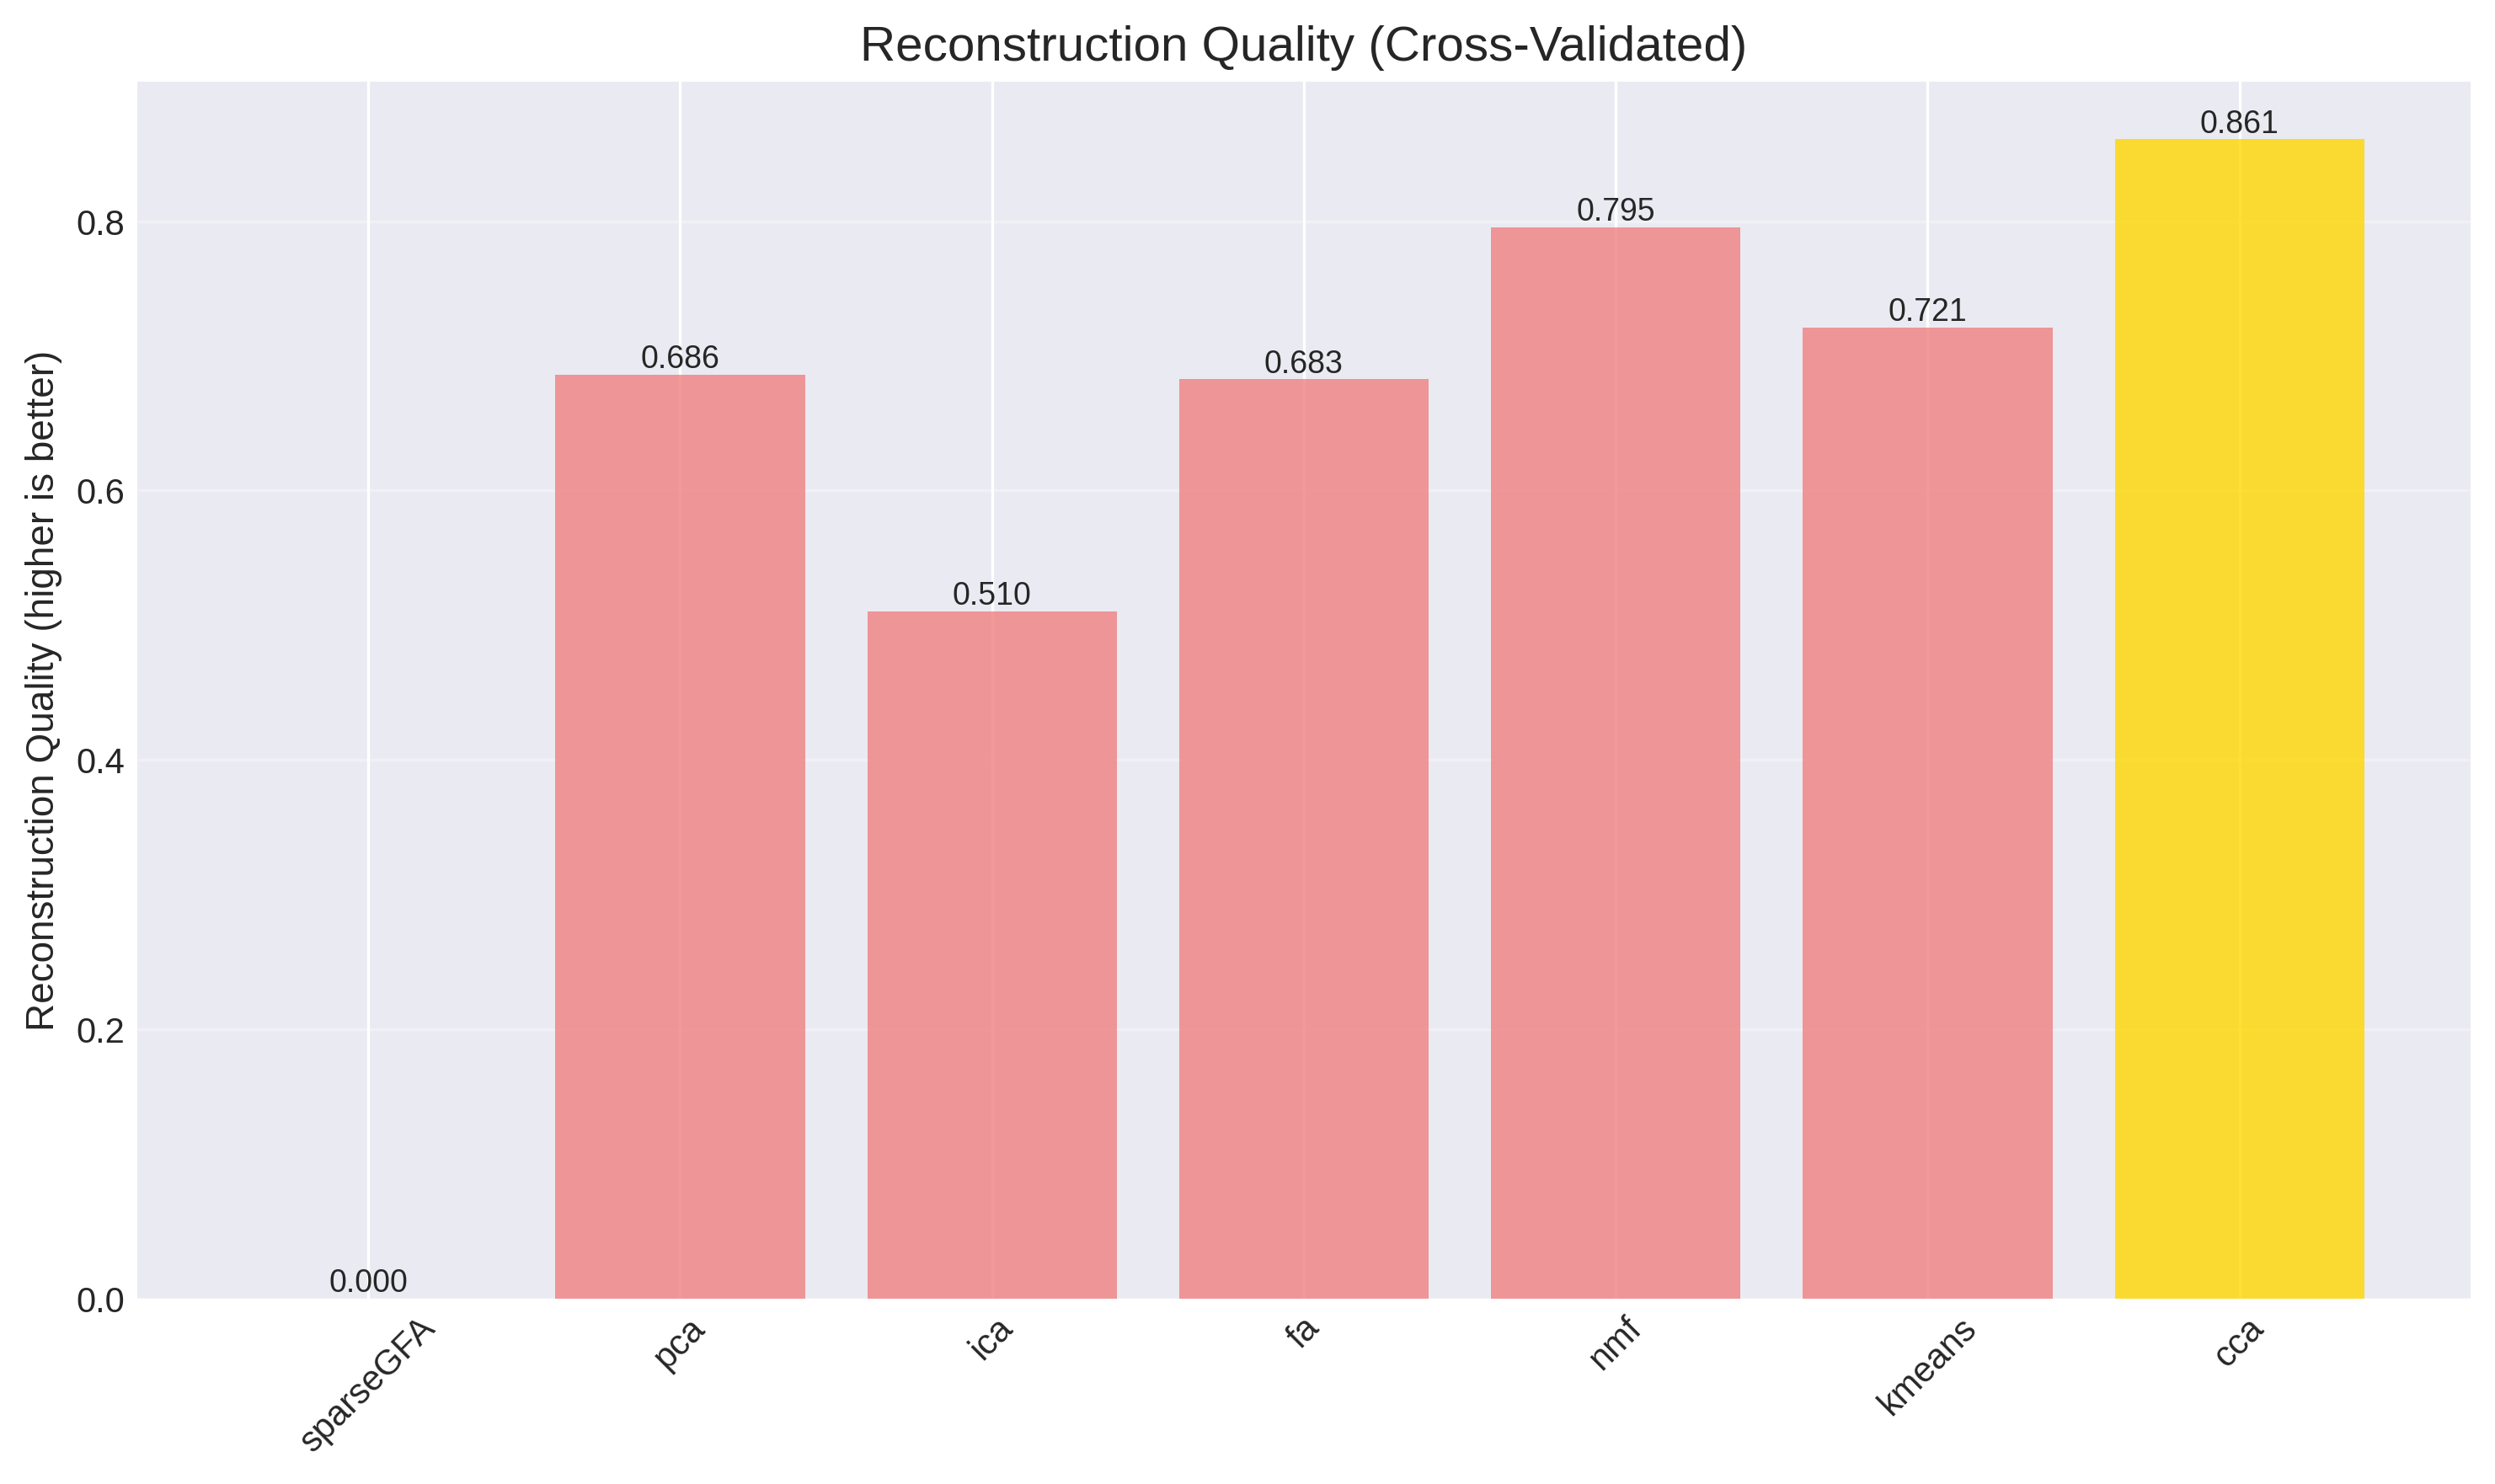 Reconstruction Quality (Cross-Validated)
Reconstruction Quality (higher is better)
0.8
0.6
0.4
0.2
0.0
0.000
0.686
0.510
0.683
0.795
0.721
0.861
sparseGFA
pca
ica
fa
nmf
kmeans
cca